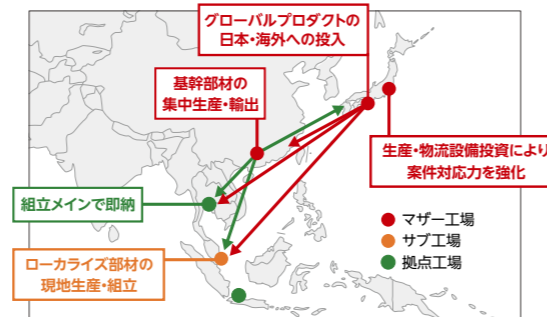 グローバルプロダクトの
日本・海外への投入
基幹部材の
集中生産・輸出
生産・物流設備投資により
案件対応力を強化
組立メインで即納
ローカライズ部材の
現地生産・組立
マザー工場
サブ工場
拠点工場